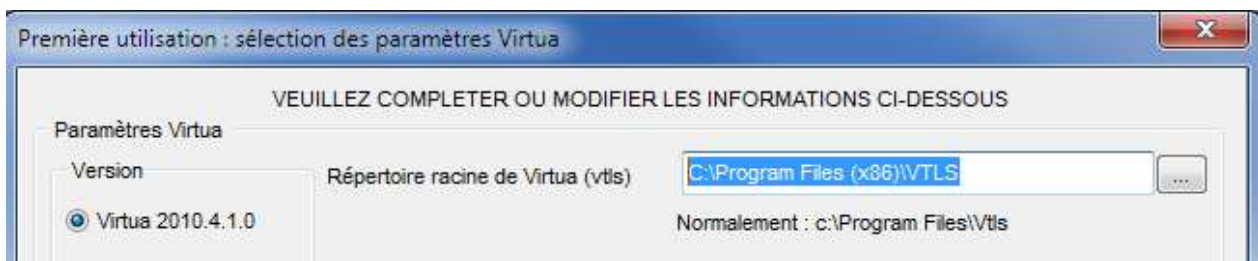 Première utilisation : sélection des paramètres Virtua
VEUILLEZ COMPLETER OU MODIFIER LES INFORMATIONS CI-DESSOUS
Paramètres Virtua
Version
Répertoire racine de Virtua (vtls)
C:\Program Files (x86)\VTLS
...
Virtua 2010.4.1.0
Normalement : c:\Program Files\Vtls